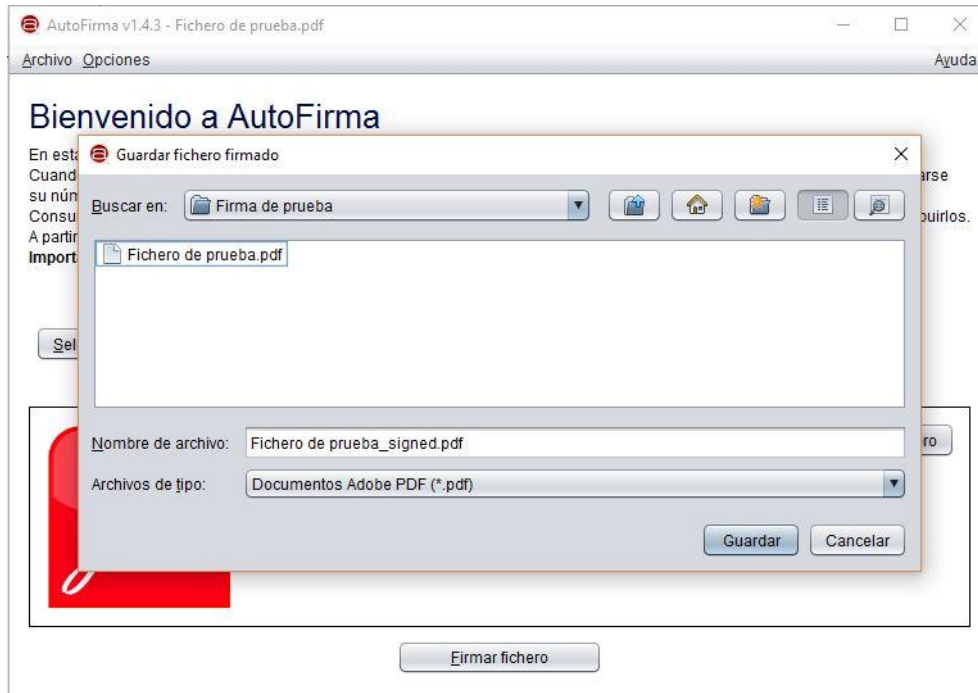 AutoFirma v1.4.3 - Fichero de prueba.pdf
Archivo Opciones Ayuda
Bienvenido a AutoFirma
En esta
Guardar fichero firmado
Cuand
arse
su núm
Buscar en: Firma de prueba
Consu
buirlos.
A partir
Import
Fichero de prueba.pdf
Sel
Nombre de archivo: Fichero de prueba_signed.pdf
ro
Archivos de tipo: Documentos Adobe PDF (*.pdf)
Guardar Cancelar
Firmar fichero